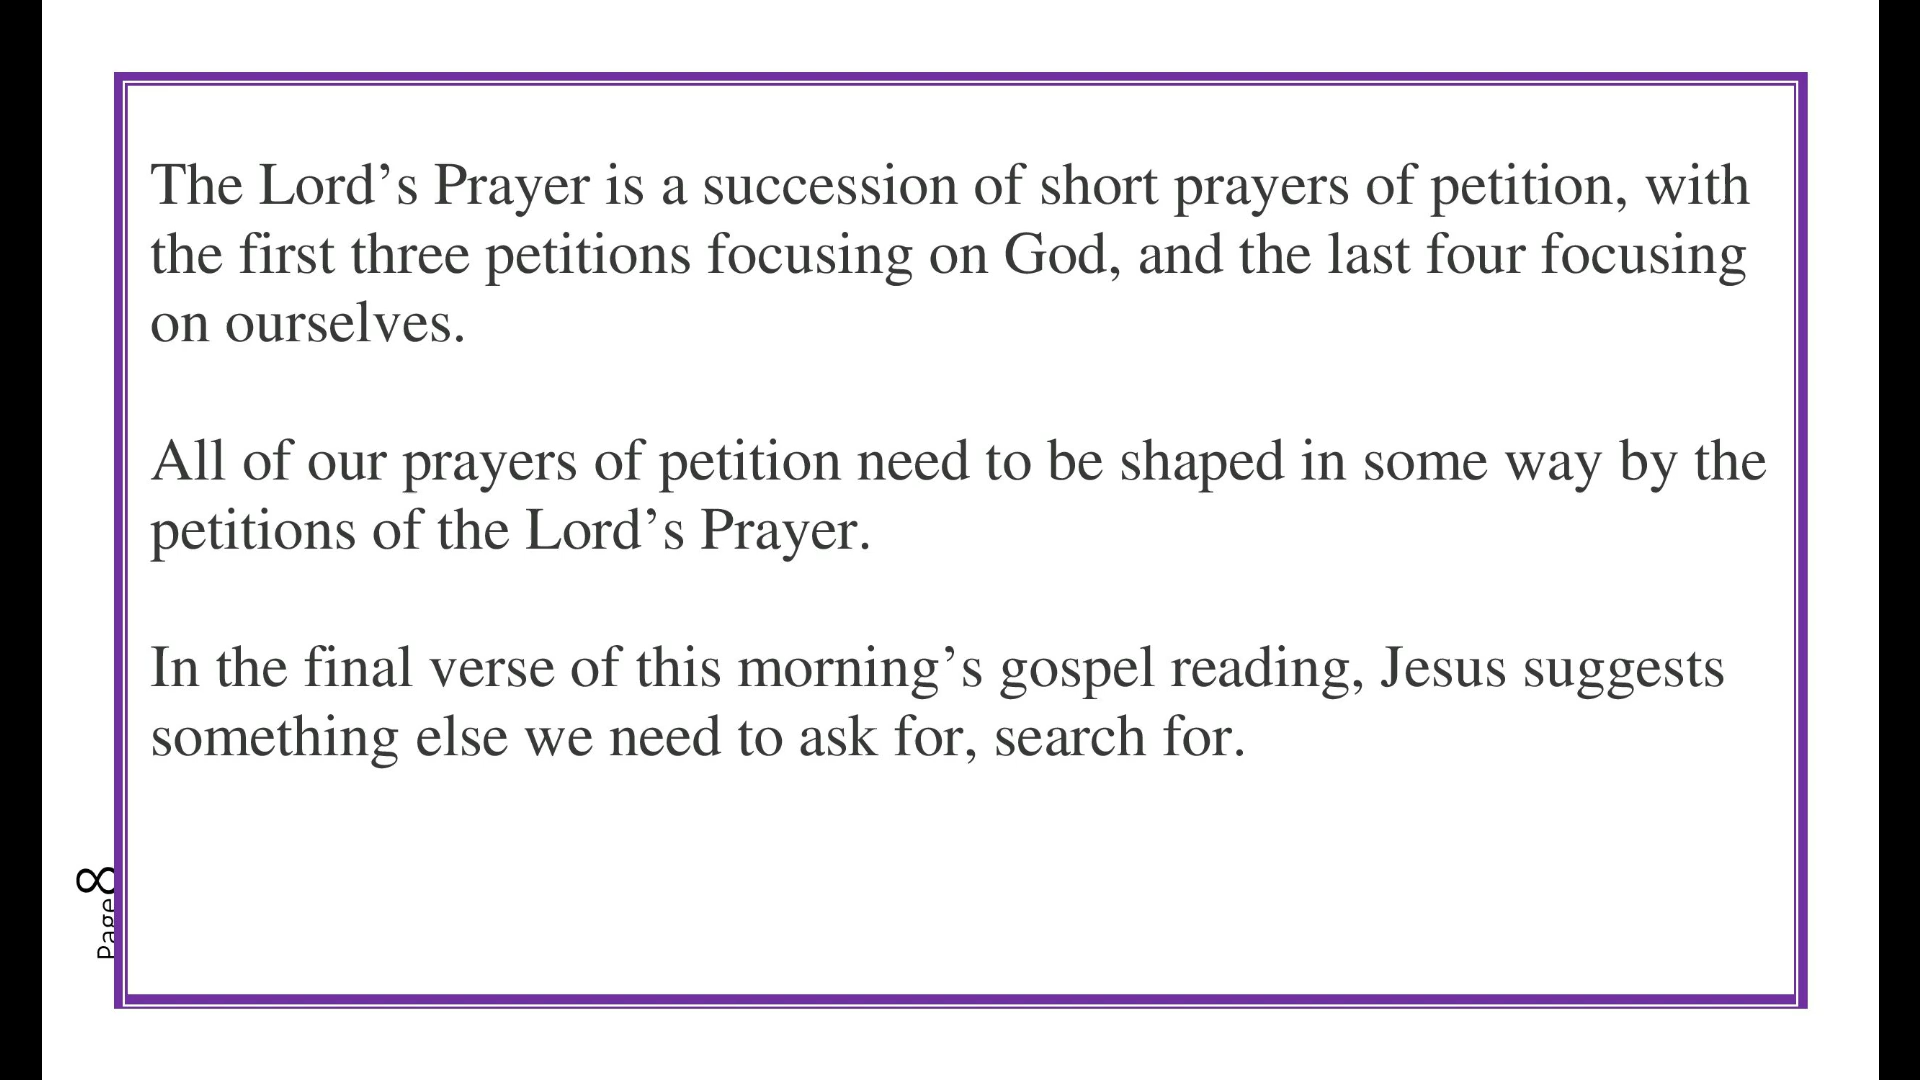 The Lord’s Prayer is a succession of short prayers of petition, with
the first three petitions focusing on God, and the last four focusing
on ourselves.
All of our prayers of petition need to be shaped in some way by the
petitions of the Lord’s Prayer.
In the final verse of this morning’s gospel reading, Jesus suggests
something else we need to ask for, search for.
Page 8